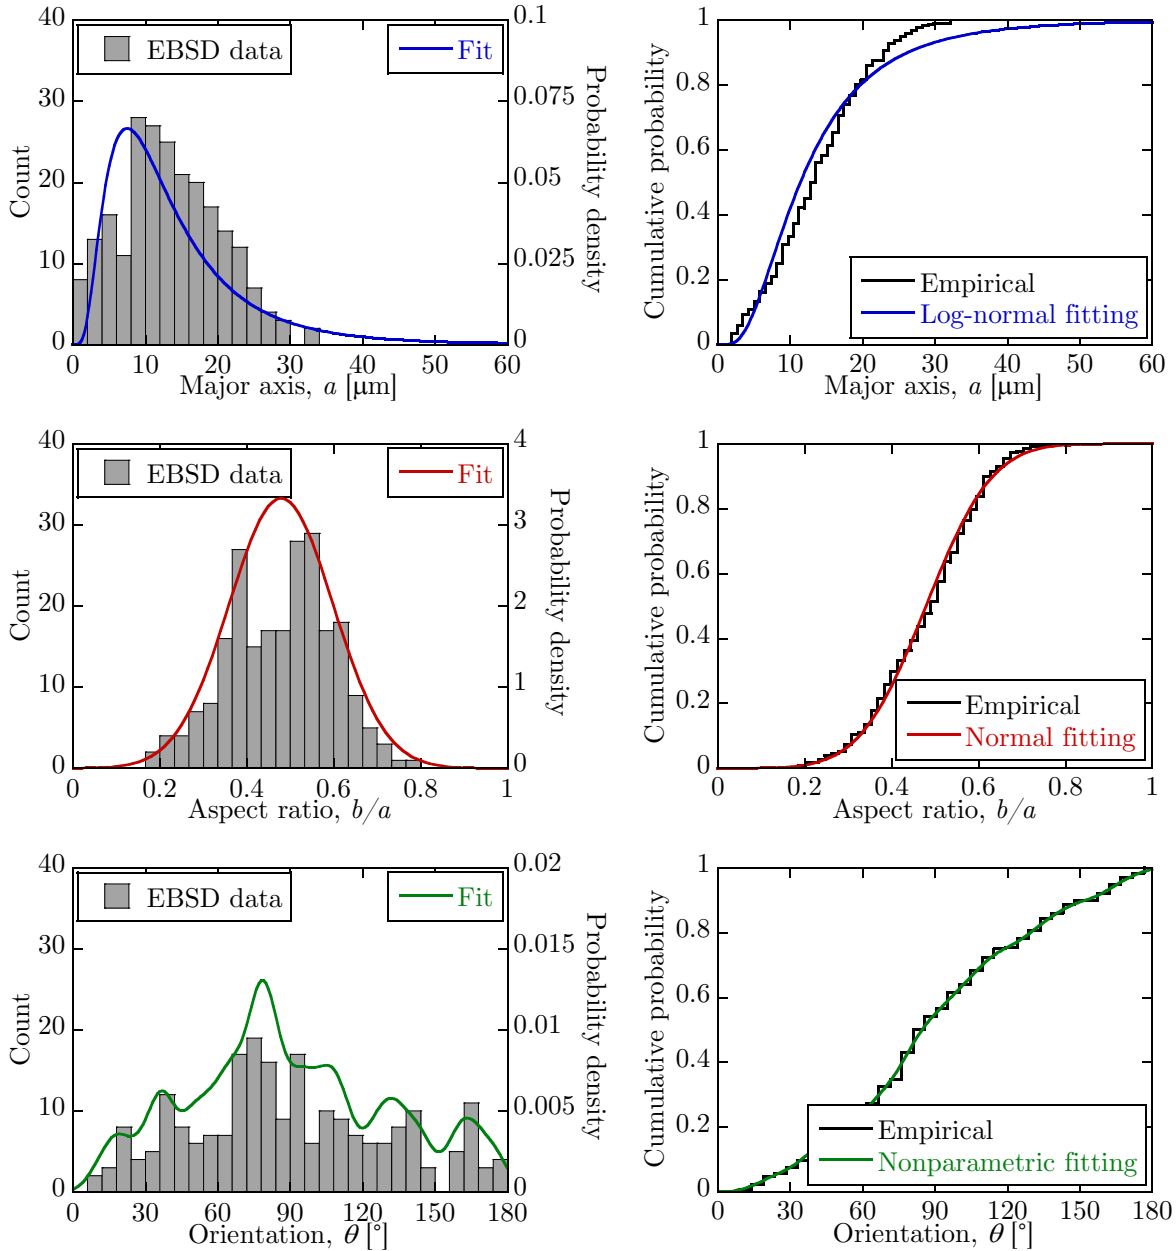 40
30
20
10
0
EBSD data
Fit
0.1
0.075
0.05
0.025
0
Count
Probability density
0 10 20 30 40 50 60
Major axis, a [μm]
1
0.8
0.6
0.4
0.2
0
Cumulative probability
Empirical
Log-normal fitting
0 10 20 30 40 50 60
Major axis, a [μm]
40
30
20
10
0
EBSD data
Fit
4
3
2
1
0
Count
Probability density
0 0.2 0.4 0.6 0.8 1
Aspect ratio, b/a
1
0.8
0.6
0.4
0.2
0
Cumulative probability
Empirical
Normal fitting
0 0.2 0.4 0.6 0.8 1
Aspect ratio, b/a
40
30
20
10
0
EBSD data
Fit
0.02
0.015
0.01
0.005
0
Count
Probability density
0 30 60 90 120 150 180
Orientation, θ [°]
1
0.8
0.6
0.4
0.2
0
Cumulative probability
Empirical
Nonparametric fitting
0 30 60 90 120 150 180
Orientation, θ [°]